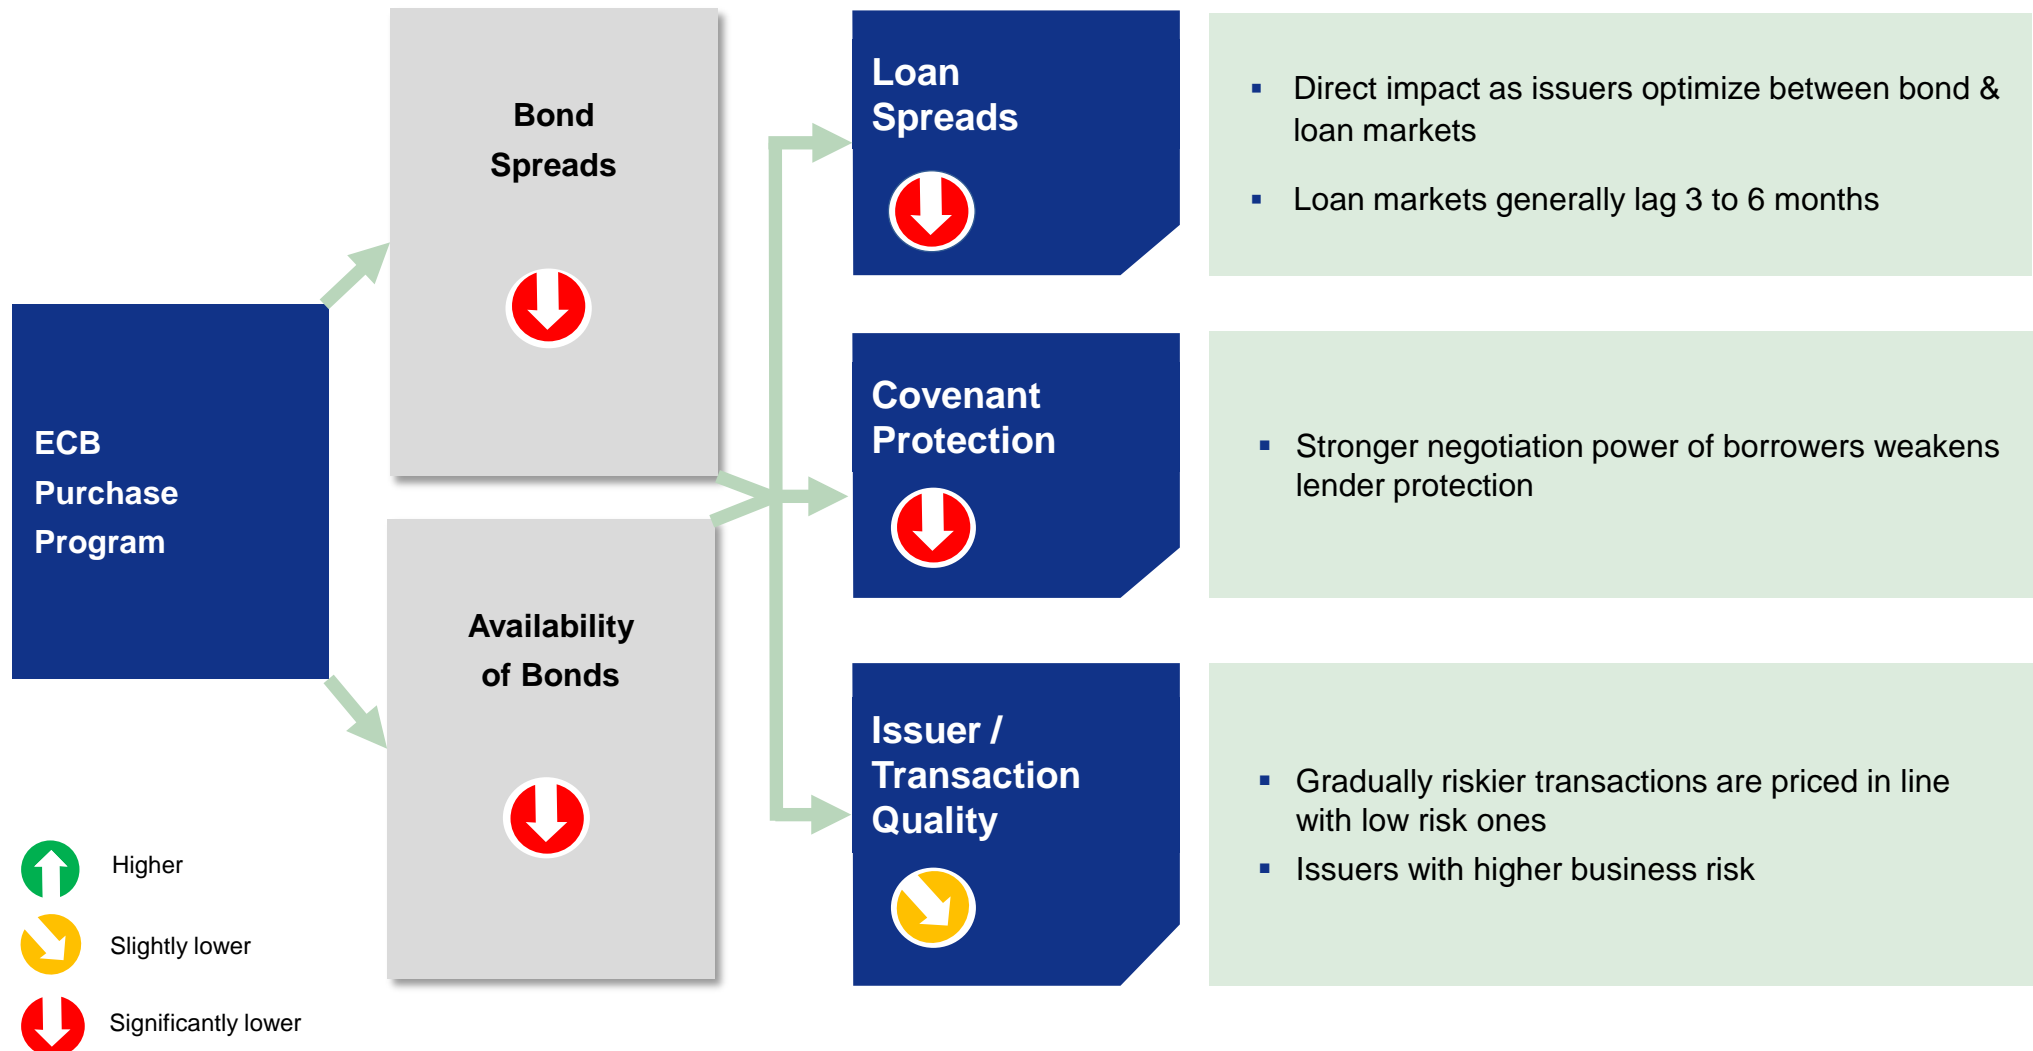 ECB
Purchase
Program
Bond
Spreads
Availability
of Bonds
Loan
Spreads
▪ Direct impact as issuers optimize between bond &
loan markets
▪ Loan markets generally lag 3 to 6 months
Covenant
Protection
▪ Stronger negotiation power of borrowers weakens
lender protection
Issuer /
Transaction
Quality
▪ Gradually riskier transactions are priced in line
with low risk ones
▪ Issuers with higher business risk
Higher
Slightly lower
Significantly lower